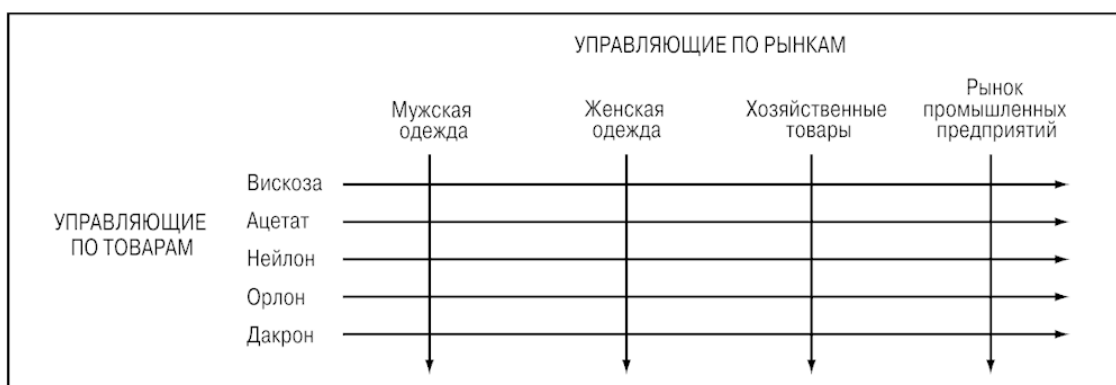 УПРАВЛЯЮЩИЕ ПО РЫНКАМ
Мужская
одежда
Женская
одежда
Хозяйственные
товары
Рынок
промышленных
предприятий
УПРАВЛЯЮЩИЕ
ПО ТОВАРАМ
Вискоза
Ацетат
Нейлон
Орлон
Дакрон